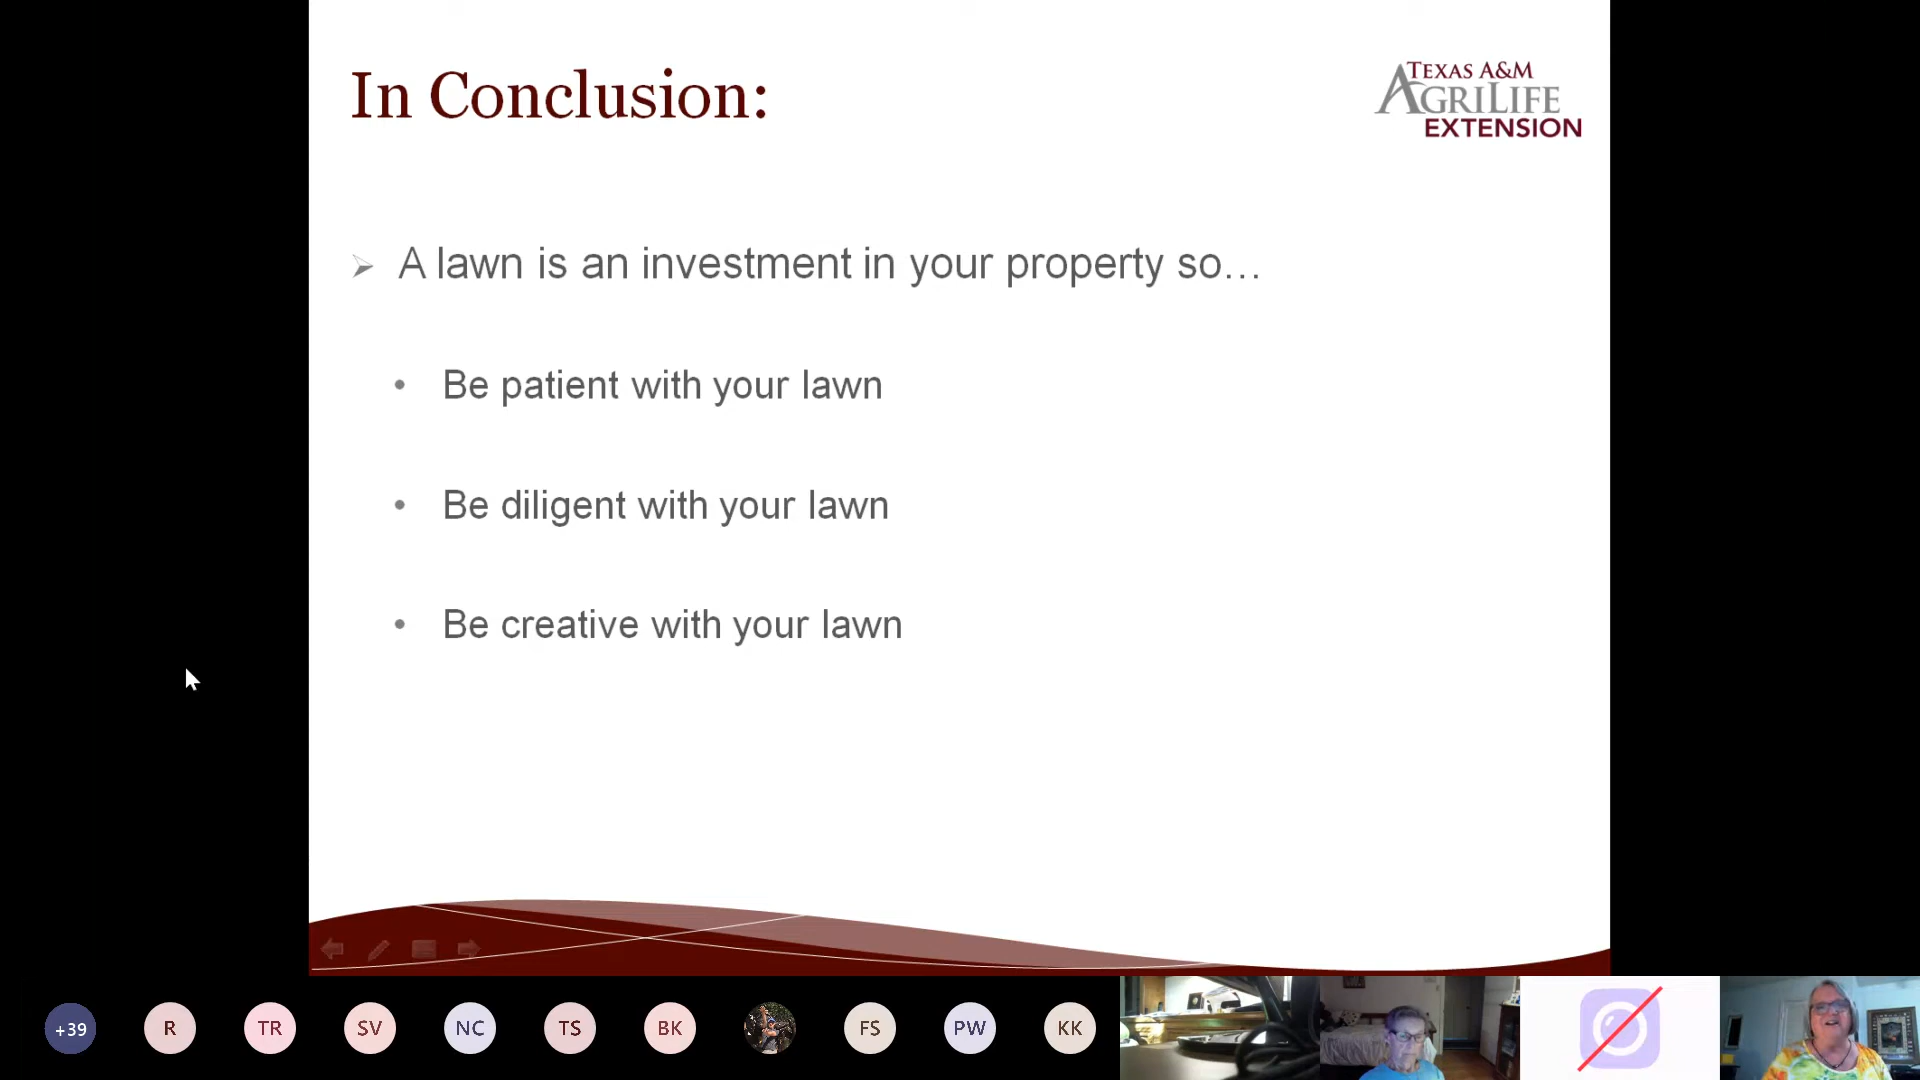 In Conclusion:
TEXAS A&M
AGRILIFE
EXTENSION
➢ A lawn is an investment in your property so…
• Be patient with your lawn
• Be diligent with your lawn
• Be creative with your lawn
+39 R TR SV NC TS BK FS PW KK